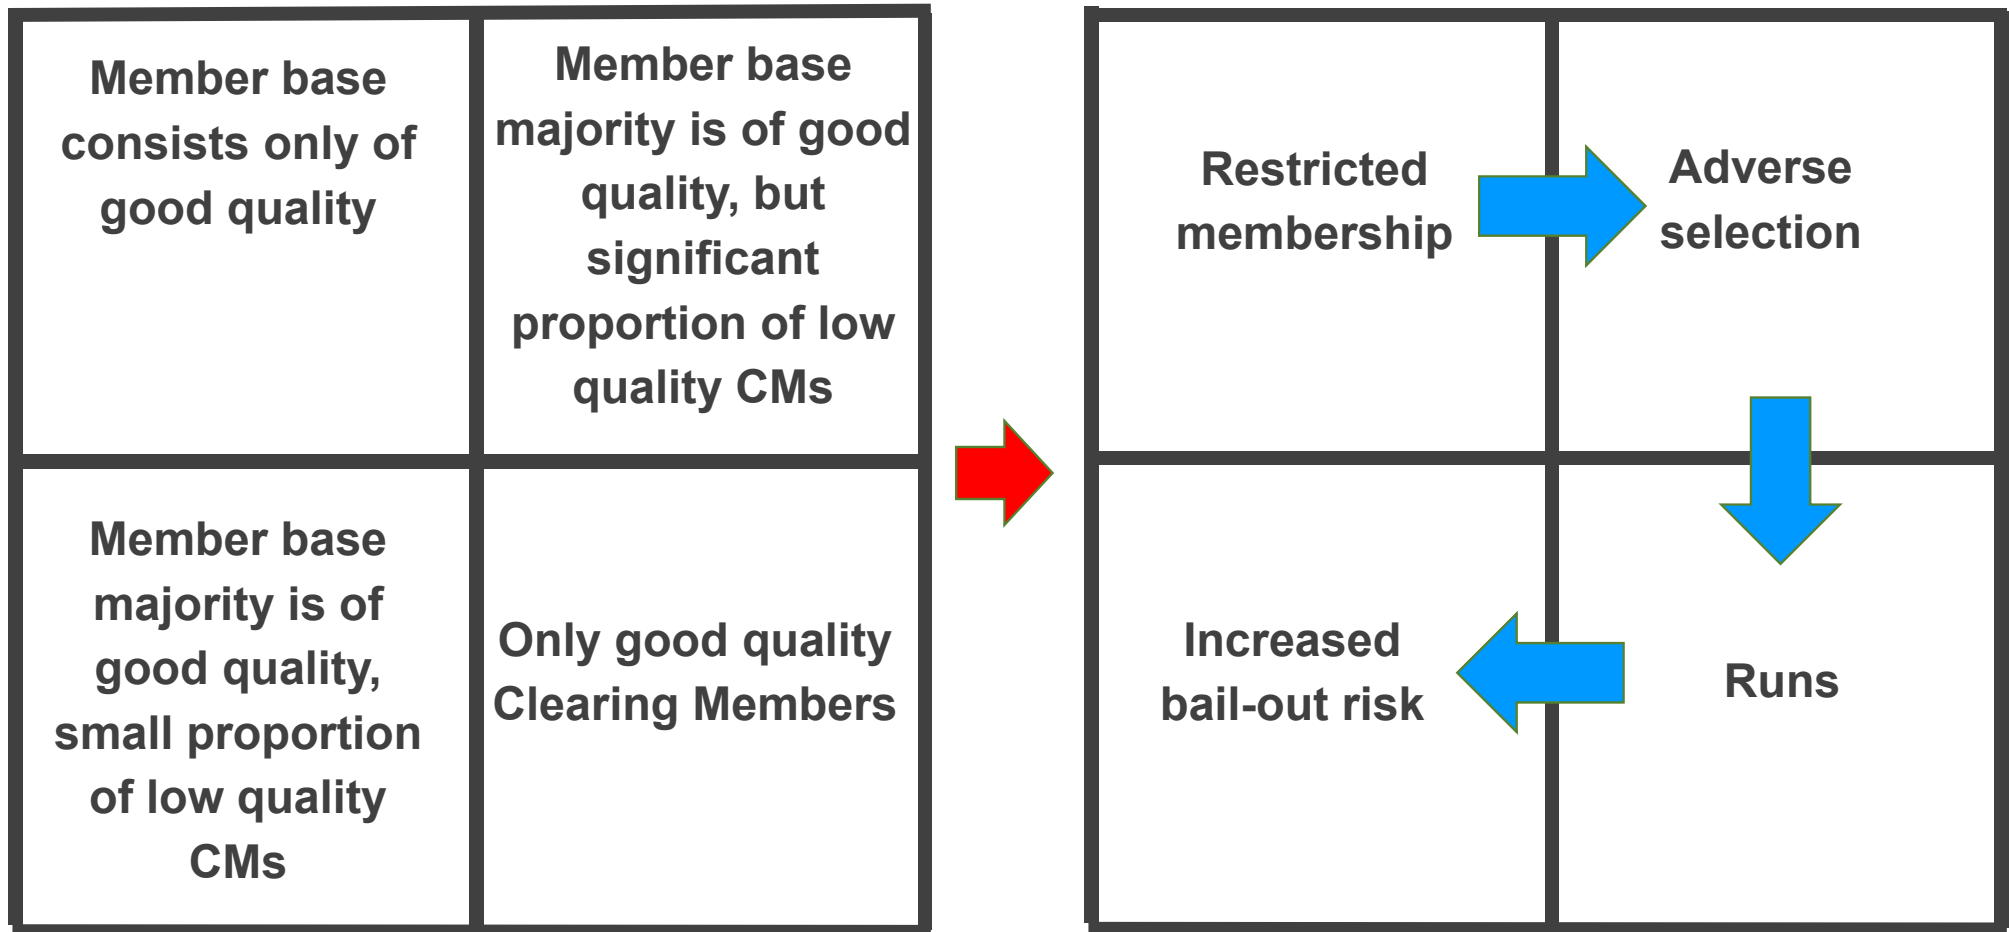 Member base
consists only of
good quality
Member base
majority is of good
quality, but
significant
proportion of low
quality CMs
Member base
majority is of
good quality,
small proportion
of low quality
CMs
Only good quality
Clearing Members
Restricted
membership
Adverse
selection
Increased
bail-out risk
Runs